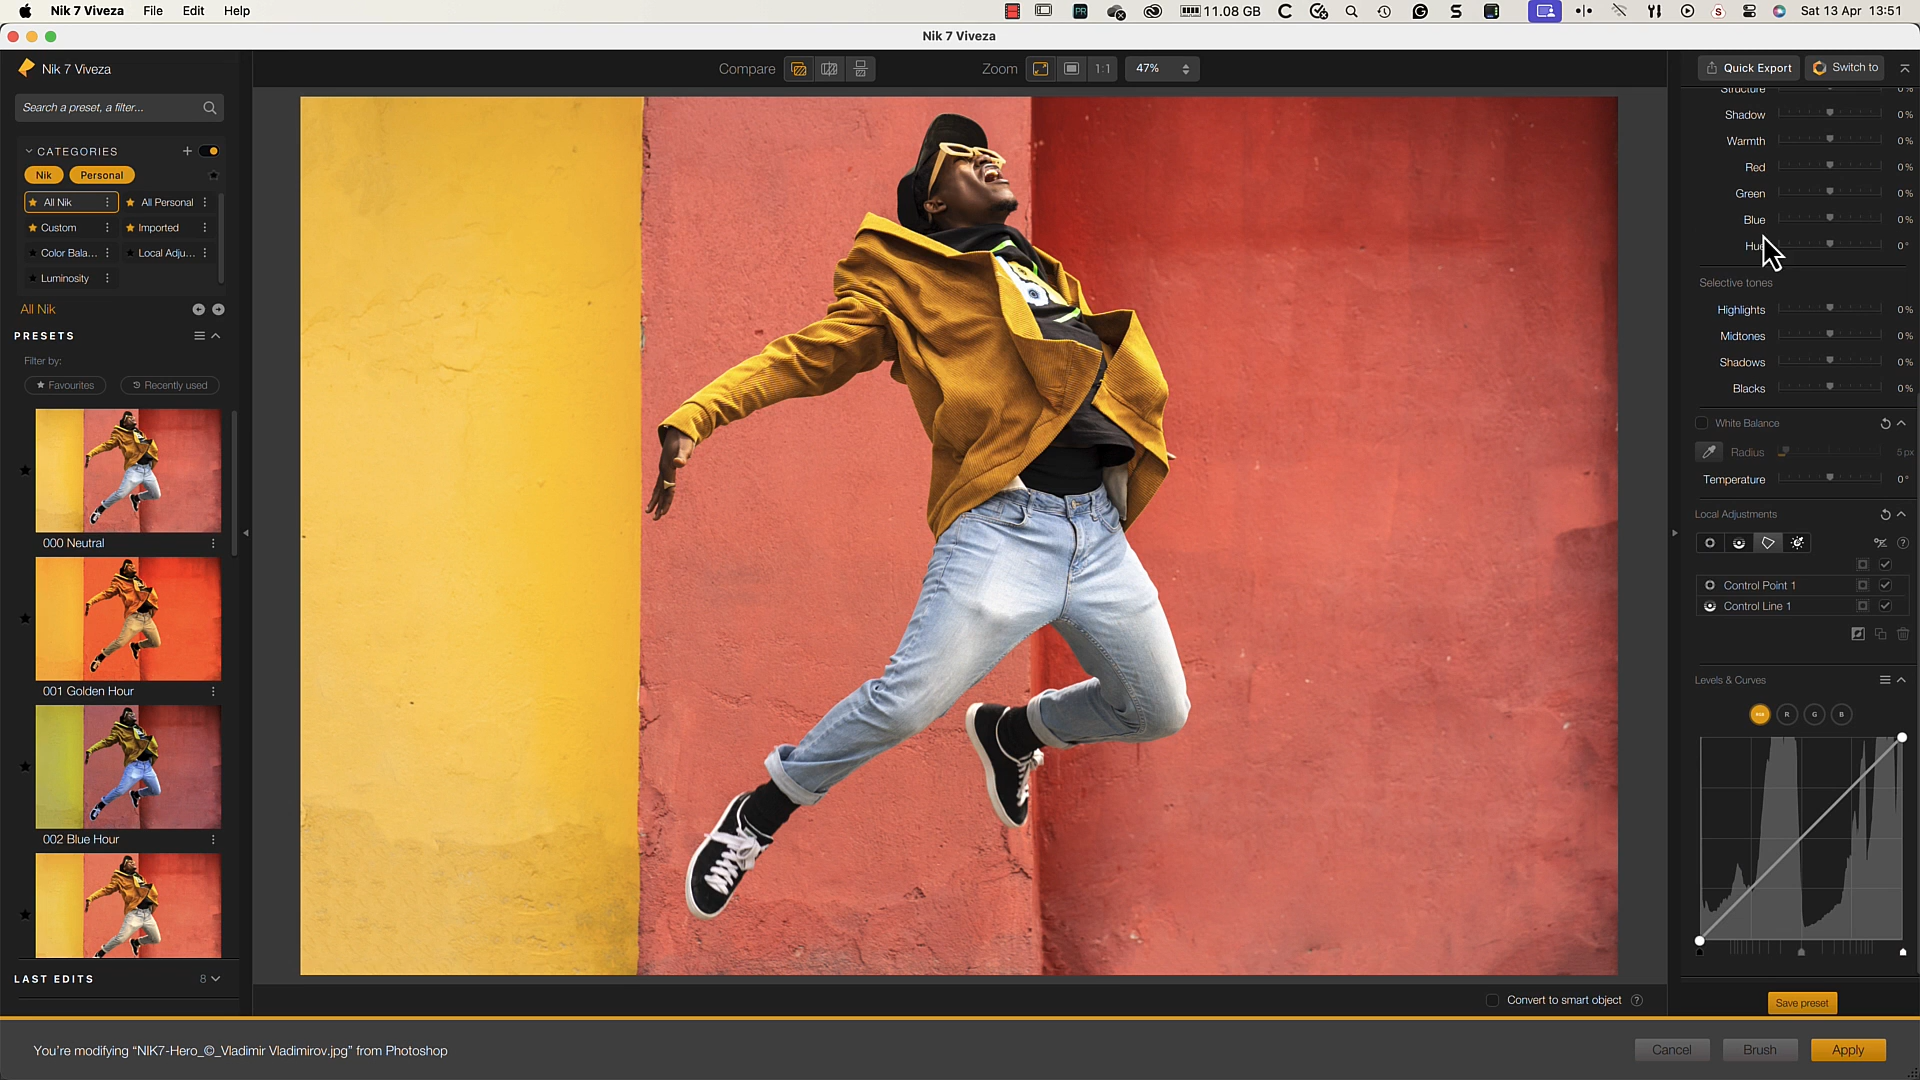 Nik 7 Viveza File Edit Help 11.08 GB Sat 13 Apr 13:51
Nik 7 Viveza
Nik 7 Viveza
Compare Zoom 1:1 47%
Quick Export Switch to
Search a preset, a filter...
CATEGORIES
Nik Personal
All Nik All Personal
Custom Imported
Color Bala... Local Adju...
Luminosity
All Nik
PRESETS
Filter by:
Favourites Recently used
000 Neutral
001 Golden Hour
002 Blue Hour
LAST EDITS 8
Structure 0%
Shadow 0%
Warmth 0%
Red 0%
Green 0%
Blue 0%
Hue 0°
Selective tones
Highlights 0%
Midtones 0%
Shadows 0%
Blacks 0%
White Balance
Radius 5 px
Temperature 0°
Local Adjustments
Control Point 1
Control Line 1
Levels & Curves
RGB R G B
Save preset
Convert to smart object
You're modifying “NIK7-Hero_©_Vladimir Vladimirov.jpg” from Photoshop
Cancel Brush Apply